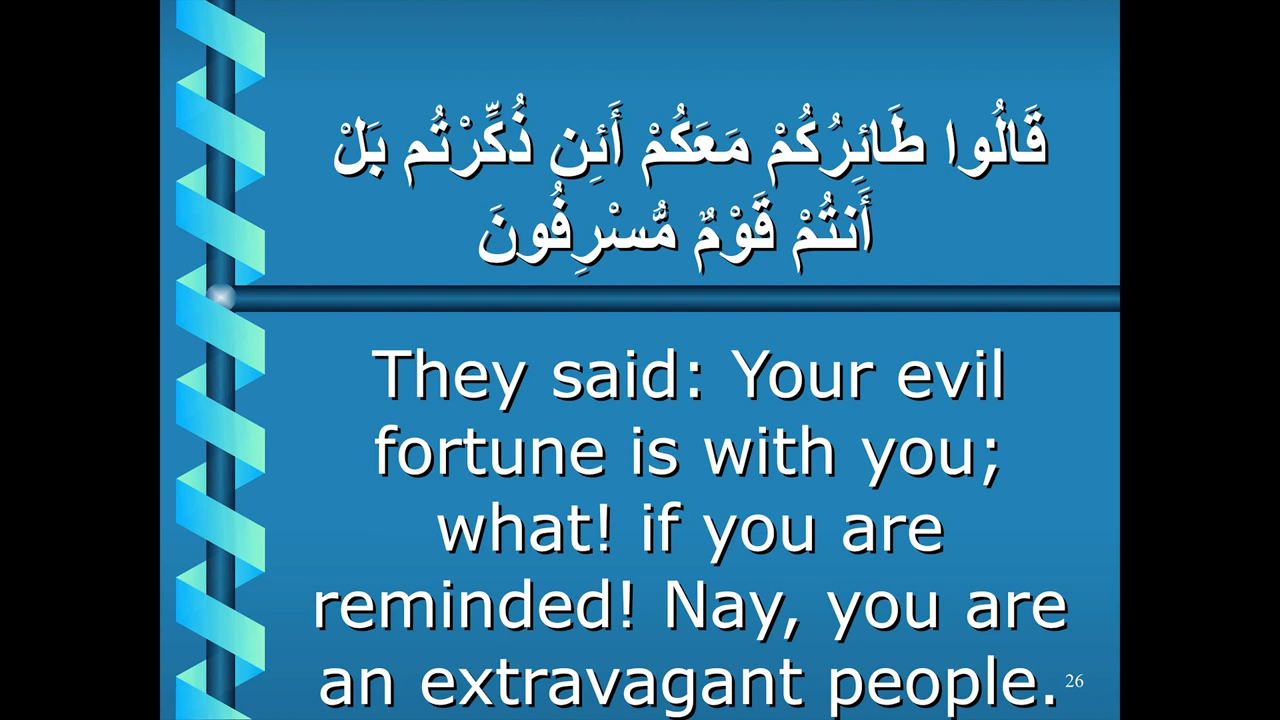 قَالُوا طَائِرُكُمْ مَعَكُمْ أَئِن ذُكِّرْتُم بَلْ
أَنتُمْ قَوْمٌ مُّسْرِفُونَ
They said: Your evil
fortune is with you;
what! if you are
reminded! Nay, you are
an extravagant people.
26